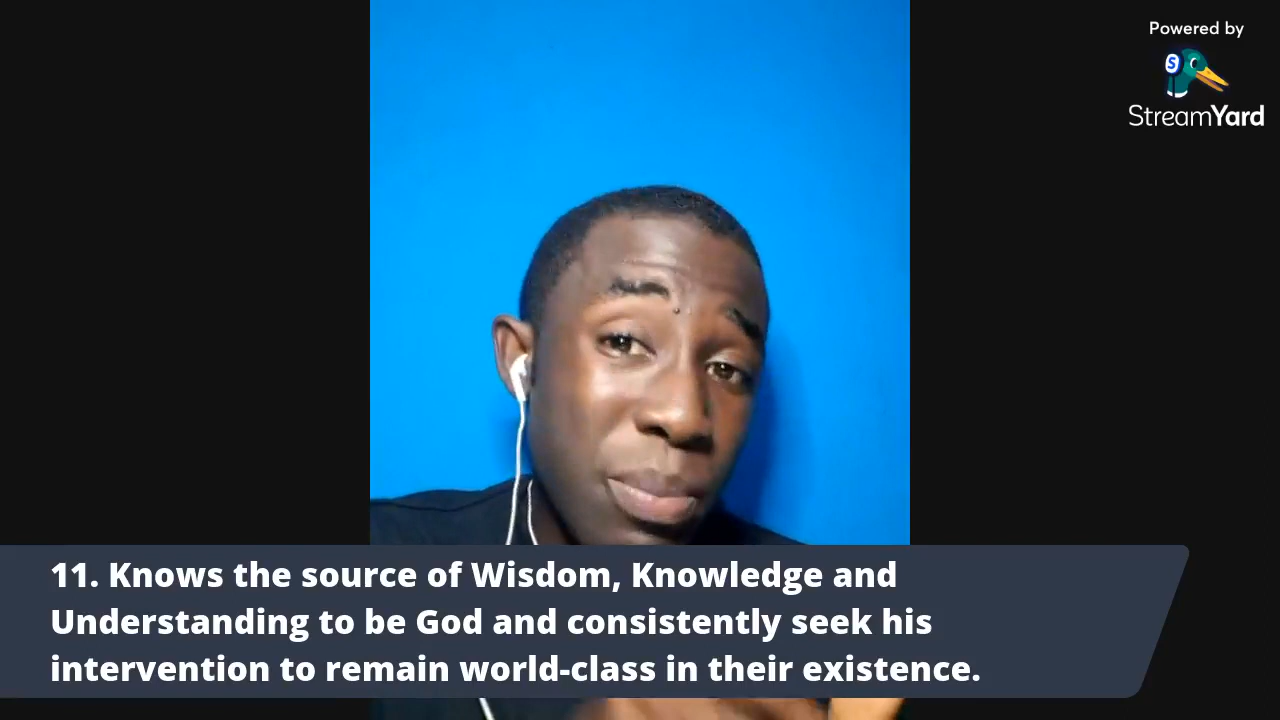 Powered by
S
StreamYard
11. Knows the source of Wisdom, Knowledge and
Understanding to be God and consistently seek his
intervention to remain world-class in their existence.